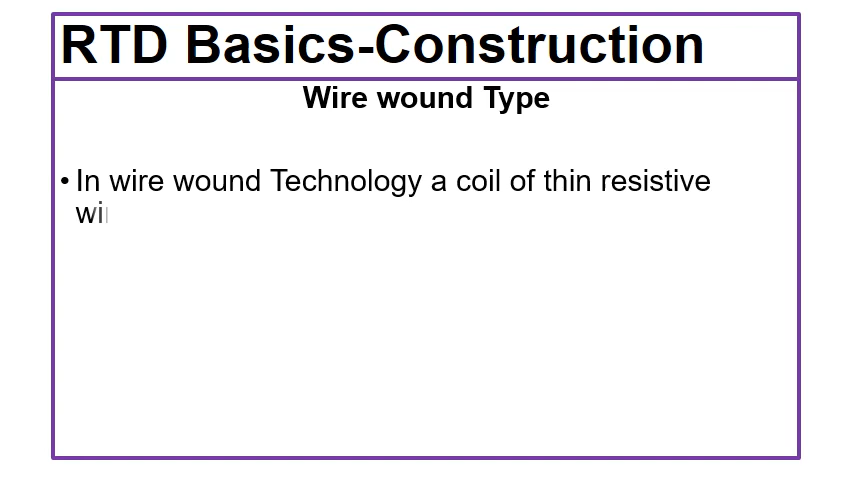 RTD Basics-Construction
Wire wound Type
• In wire wound Technology a coil of thin resistive
wi